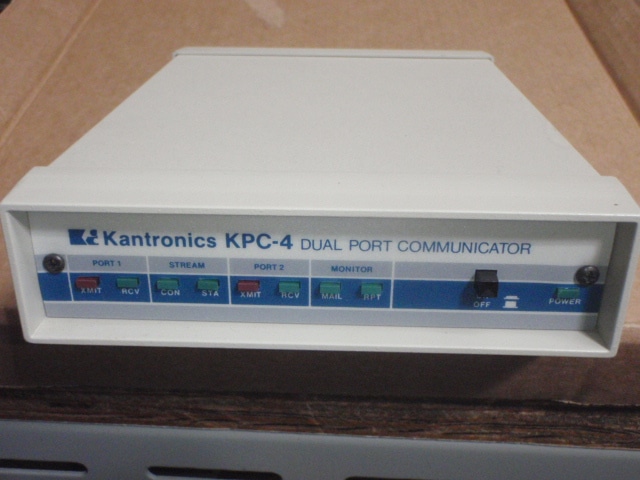 Kantronics KPC-4 DUAL PORT COMMUNICATOR
PORT 1 STREAM PORT 2 MONITOR
XMIT RCV CON STA XMIT RCV MAIL RPT ON POWER
OFF